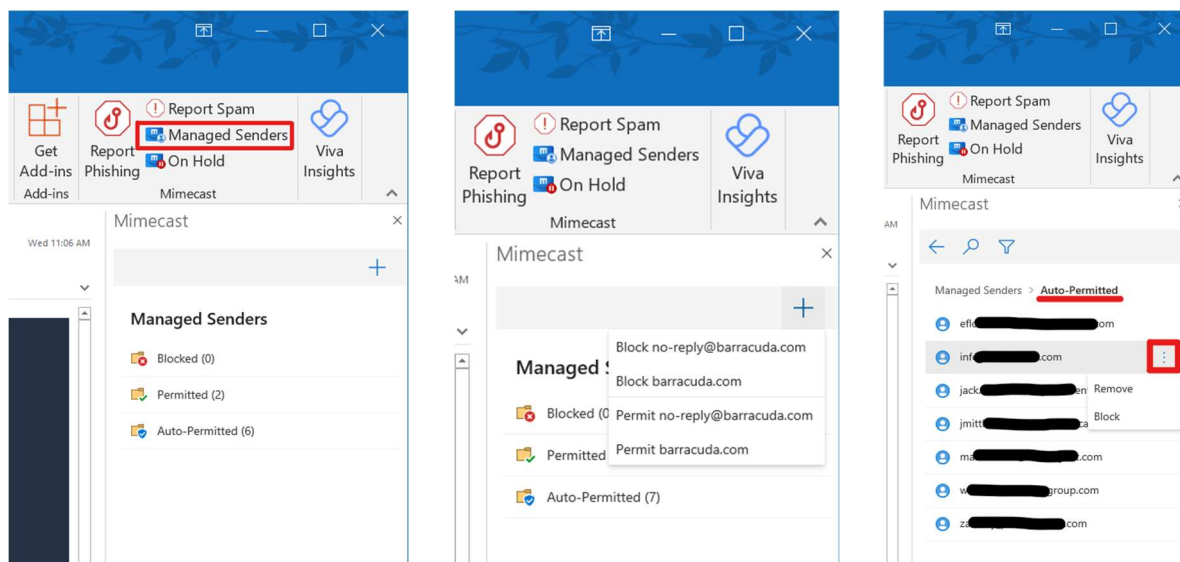 Get
Add-ins
Add-ins
Report
Phishing
Report Spam
Managed Senders
On Hold
Mimecast
Viva
Insights
Wed 11:06 AM
Mimecast
Managed Senders
Blocked (0)
Permitted (2)
Auto-Permitted (6)
Report
Phishing
Report Spam
Managed Senders
On Hold
Mimecast
Viva
Insights
AM
Mimecast
Block no-reply@barracuda.com
Block barracuda.com
Permit no-reply@barracuda.com
Permit barracuda.com
Managed
Blocked (0
Permitted
Auto-Permitted (7)
Report
Phishing
Report Spam
Managed Senders
On Hold
Mimecast
Viva
Insights
AM
Mimecast
Managed Senders > Auto-Permitted
.com
Remove
Block
.com
group.com
.com